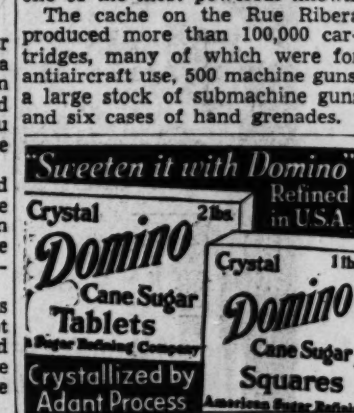 The cache on the Rue Ribera
produced more than 100,000 car-
tridges, many of which were for
antiaircraft use, 500 machine guns,
a large stock of submachine guns
and six cases of hand grenades.
"Sweeten it with Domino"
Refined
in U.S.A.
Crystal 2 lbs.
Domino
Cane Sugar
Tablets
Sugar Refining Company
Crystallized by
Adant Process
Crystal 1 lb.
Domino
Cane Sugar
Squares
American Sugar